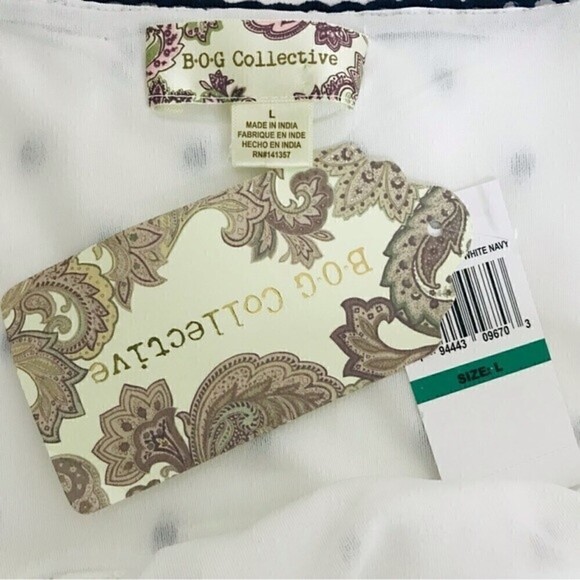 B·O·G Collective
L
MADE IN INDIA
FABRIQUE EN INDE
HECHO EN INDIA
RN#141357
B·O·G Collective
WHITE NAVY
94443 09670 3
SIZE: L